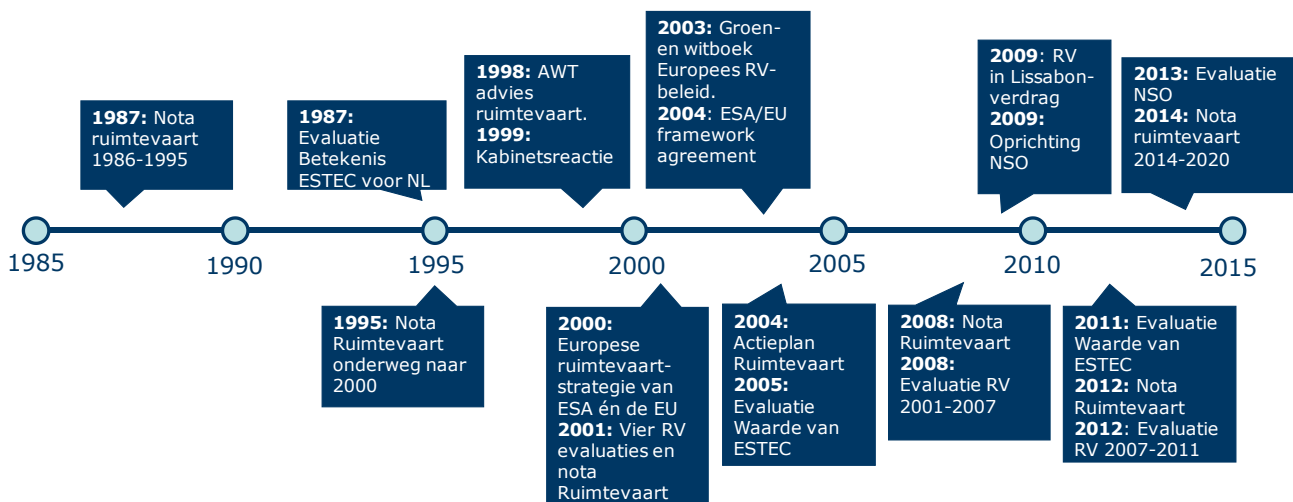 1987: Nota
ruimtevaart
1986-1995
1987:
Evaluatie
Betekenis
ESTEC voor NL
1998: AWT
advies
ruimtevaart.
1999:
Kabinetsreactie
2003: Groen-
en witboek
Europees RV-
beleid.
2004: ESA/EU
framework
agreement
2009: RV
in Lissabon-
verdrag
2009:
Oprichting
NSO
2013: Evaluatie
NSO
2014: Nota
ruimtevaart
2014-2020
1985
1990
1995
2000
2005
2010
2015
1995: Nota
Ruimtevaart
onderweg naar
2000
2000:
Europese
ruimtevaart-
strategie van
ESA én de EU
2001: Vier RV
evaluaties en
nota
Ruimtevaart
2004:
Actieplan
Ruimtevaart
2005:
Evaluatie
Waarde van
ESTEC
2008: Nota
Ruimtevaart
2008:
Evaluatie RV
2001-2007
2011: Evaluatie
Waarde van
ESTEC
2012: Nota
Ruimtevaart
2012: Evaluatie
RV 2007-2011